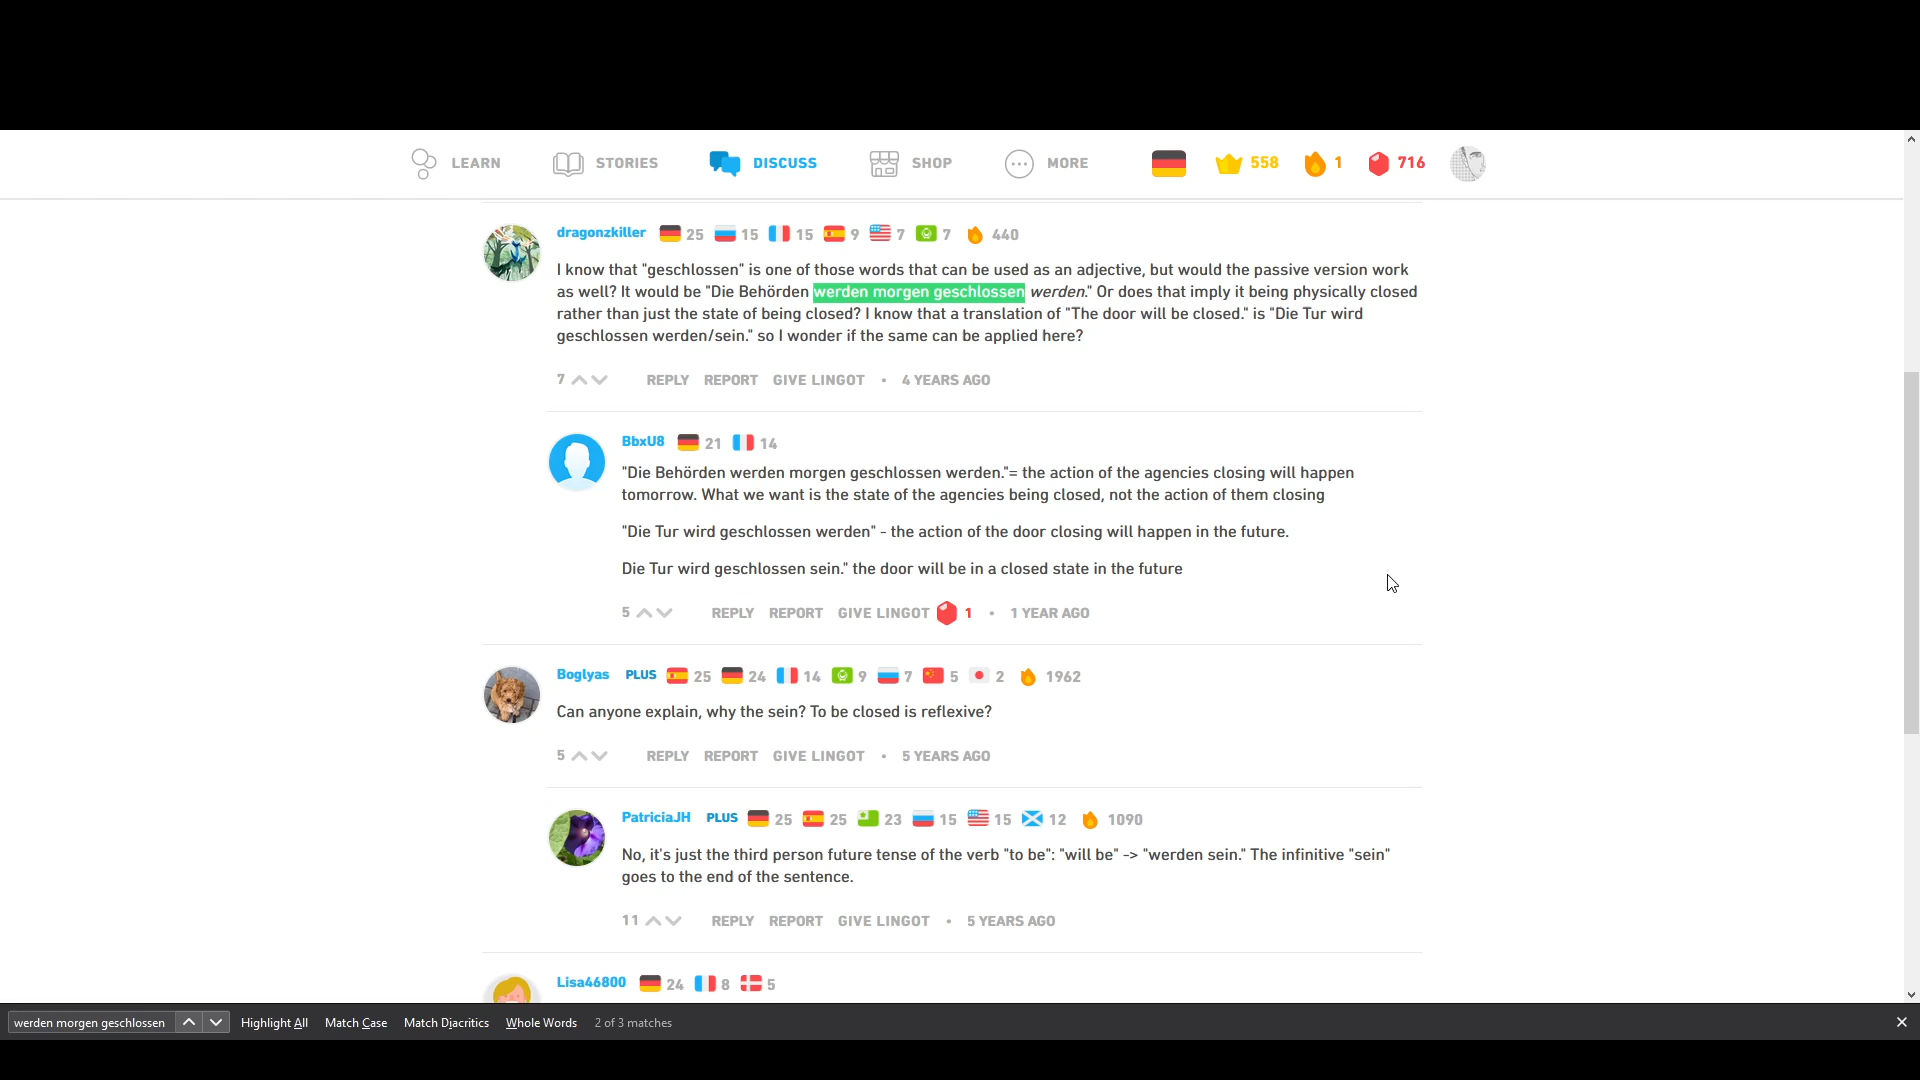 LEARN STORIES DISCUSS SHOP MORE 558 1 716
dragonzkiller 25 15 15 9 7 7 440
I know that "geschlossen" is one of those words that can be used as an adjective, but would the passive version work
as well? It would be "Die Behörden werden morgen geschlossen werden." Or does that imply it being physically closed
rather than just the state of being closed? I know that a translation of "The door will be closed." is "Die Tur wird
geschlossen werden/sein." so I wonder if the same can be applied here?
7 REPLY REPORT GIVE LINGOT • 4 YEARS AGO
BbxU8 21 14
"Die Behörden werden morgen geschlossen werden."= the action of the agencies closing will happen
tomorrow. What we want is the state of the agencies being closed, not the action of them closing
"Die Tur wird geschlossen werden" - the action of the door closing will happen in the future.
Die Tur wird geschlossen sein." the door will be in a closed state in the future
5 REPLY REPORT GIVE LINGOT 1 • 1 YEAR AGO
Boglyas PLUS 25 24 14 9 7 5 2 1962
Can anyone explain, why the sein? To be closed is reflexive?
5 REPLY REPORT GIVE LINGOT • 5 YEARS AGO
PatriciaJH PLUS 25 25 23 15 15 12 1090
No, it's just the third person future tense of the verb "to be": "will be" -> "werden sein." The infinitive "sein"
goes to the end of the sentence.
11 REPLY REPORT GIVE LINGOT • 5 YEARS AGO
Lisa46800 24 8 5
werden morgen geschlossen Highlight All Match Case Match Diacritics Whole Words 2 of 3 matches